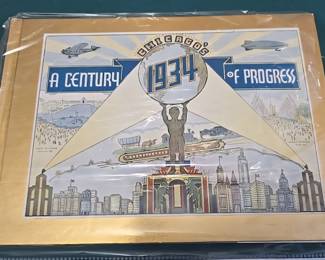 CHICAGO'S
A CENTURY 1934 OF PROGRESS